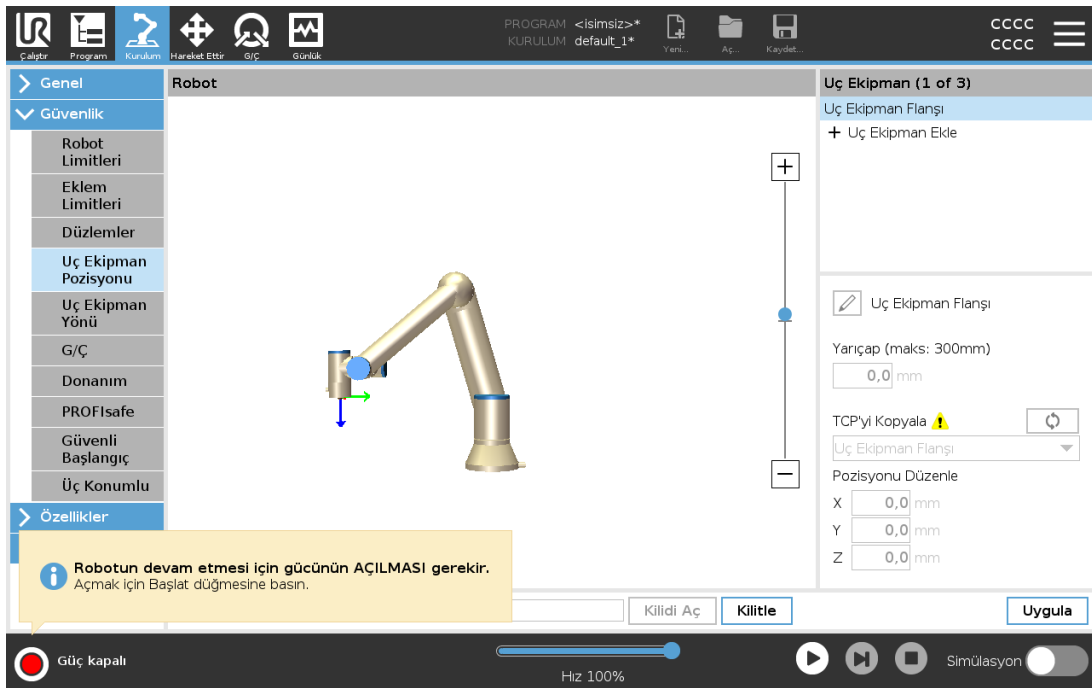 PROGRAM <isimsiz>*
KURULUM default_1*
Yeni...
Aç...
Kaydet...
CCCC
CCCC
Çalıştır
Program
Kurulum
Hareket Ettir
G/Ç
Günlük
Genel
Güvenlik
Robot
Limitleri
Eklem
Limitleri
Düzlemler
Uç Ekipman
Pozisyonu
Uç Ekipman
Yönü
G/Ç
Donanım
PROFIsafe
Güvenli
Başlangıç
Üç Konumlu
Özellikler
Robot
Uç Ekipman (1 of 3)
Uç Ekipman Flanşı
+ Uç Ekipman Ekle
Uç Ekipman Flanşı
Yarıçap (maks: 300mm)
0,0 mm
TCP'yi Kopyala
Uç Ekipman Flanşı
Pozisyonu Düzenle
X 0,0 mm
Y 0,0 mm
Z 0,0 mm
Robotun devam etmesi için gücünün AÇILMASI gerekir.
Açmak için Başlat düğmesine basın.
Kilidi Aç
Kilitle
Uygula
Güç kapalı
Hız 100%
Simülasyon